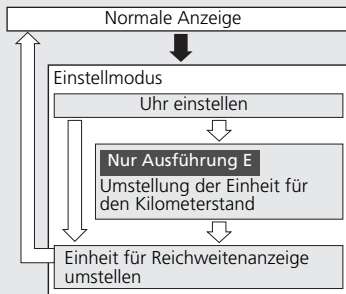 Normale Anzeige
Einstellmodus
Uhr einstellen
Nur Ausführung E
Umstellung der Einheit für
den Kilometerstand
Einheit für Reichweitenanzeige
umstellen